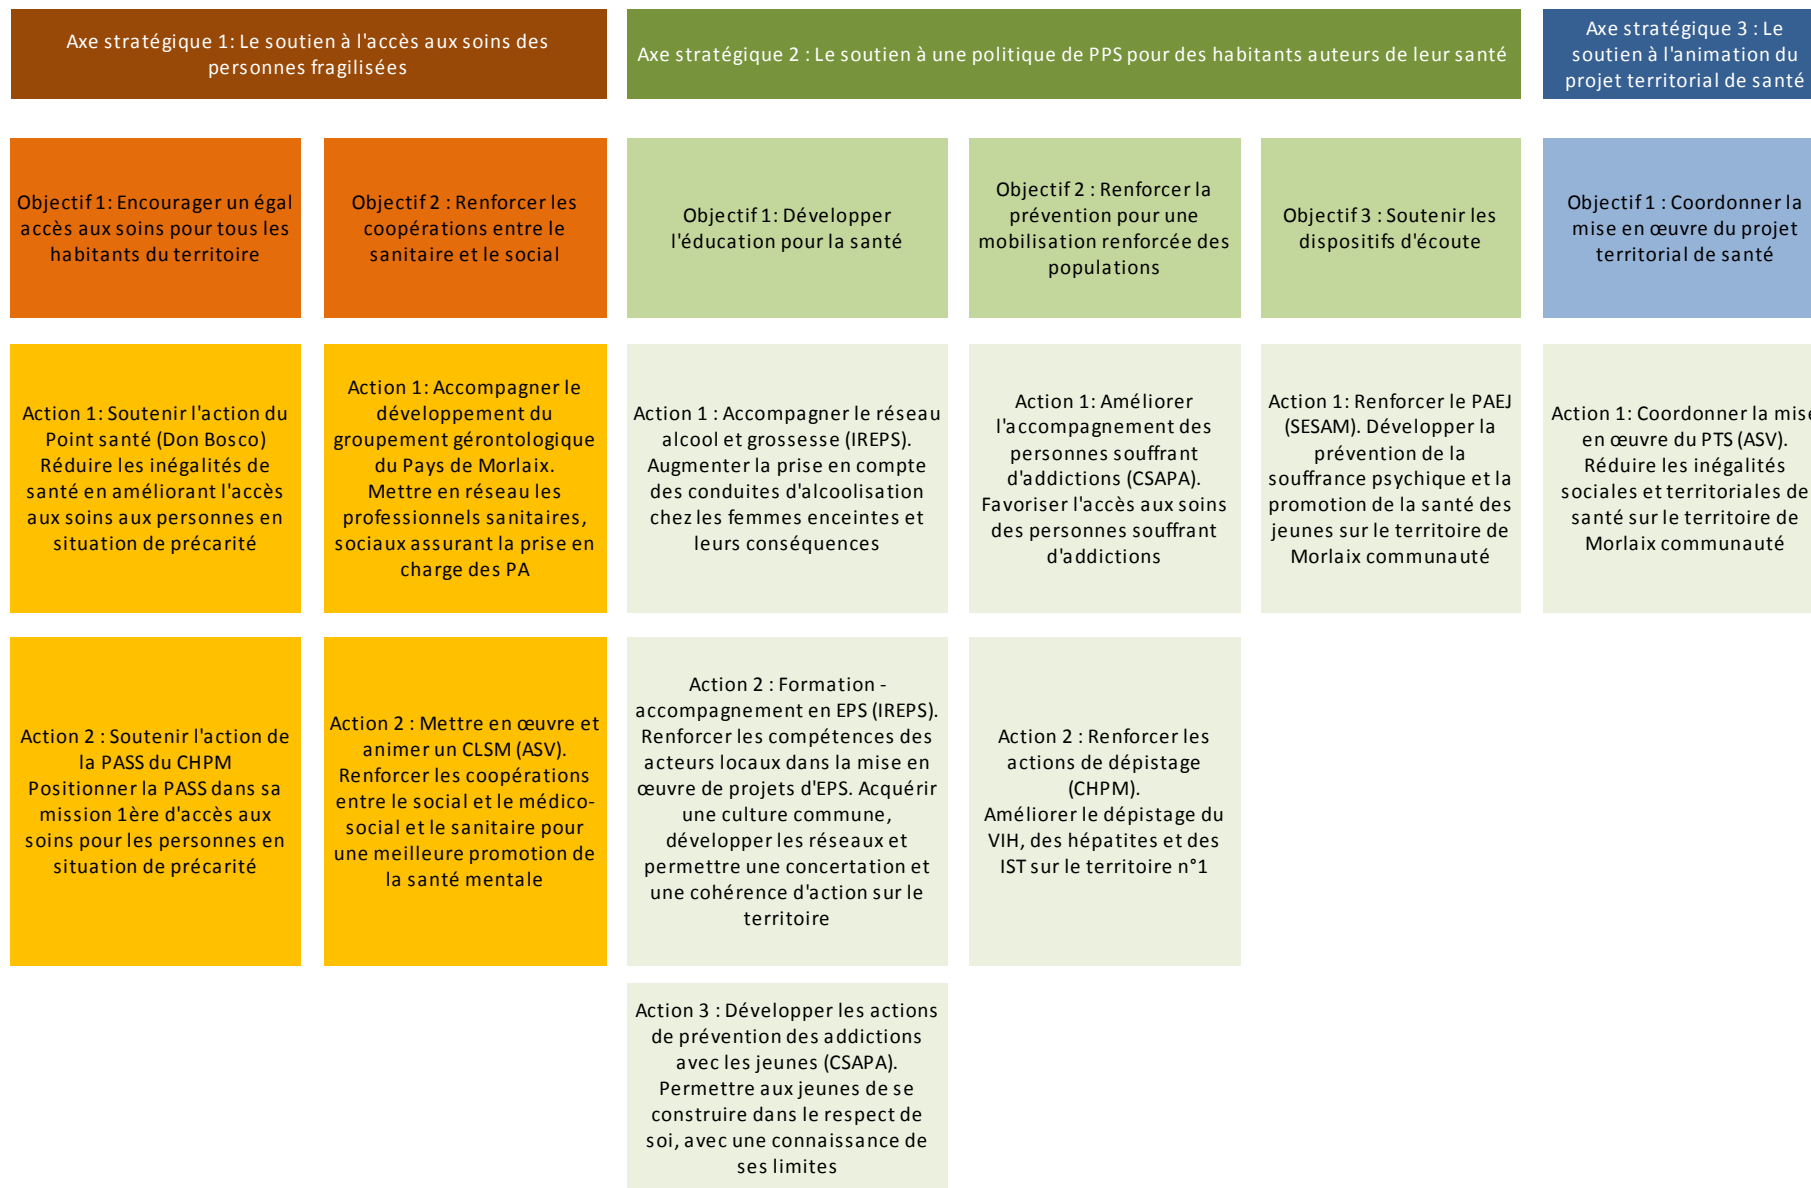 Axe stratégique 1: Le soutien à l'accès aux soins des
personnes fragilisées
Axe stratégique 2 : Le soutien à une politique de PPS pour des habitants auteurs de leur santé
Axe stratégique 3 : Le
soutien à l'animation du
projet territorial de santé
Objectif 1: Encourager un égal
accès aux soins pour tous les
habitants du territoire
Objectif 2 : Renforcer les
coopérations entre le
sanitaire et le social
Objectif 1: Développer
l'éducation pour la santé
Objectif 2 : Renforcer la
prévention pour une
mobilisation renforcée des
populations
Objectif 3 : Soutenir les
dispositifs d'écoute
Objectif 1 : Coordonner la
mise en œuvre du projet
territorial de santé
Action 1: Soutenir l'action du
Point santé (Don Bosco)
Réduire les inégalités de
santé en améliorant l'accès
aux soins aux personnes en
situation de précarité
Action 1: Accompagner le
développement du
groupement gérontologique
du Pays de Morlaix.
Mettre en réseau les
professionnels sanitaires,
sociaux assurant la prise en
charge des PA
Action 1 : Accompagner le réseau
alcool et grossesse (IREPS).
Augmenter la prise en compte
des conduites d'alcoolisation
chez les femmes enceintes et
leurs conséquences
Action 1: Améliorer
l'accompagnement des
personnes souffrant
d'addictions (CSAPA).
Favoriser l'accès aux soins
des personnes souffrant
d'addictions
Action 1: Renforcer le PAEJ
(SESAM). Développer la
prévention de la
souffrance psychique et la
promotion de la santé des
jeunes sur le territoire de
Morlaix communauté
Action 1: Coordonner la mise
en œuvre du PTS (ASV).
Réduire les inégalités
sociales et territoriales de
santé sur le territoire de
Morlaix communauté
Action 2 : Soutenir l'action de
la PASS du CHPM
Positionner la PASS dans sa
mission 1ère d'accès aux
soins pour les personnes en
situation de précarité
Action 2 : Mettre en œuvre et
animer un CLSM (ASV).
Renforcer les coopérations
entre le social et le médico-
social et le sanitaire pour
une meilleure promotion de
la santé mentale
Action 2 : Formation -
accompagnement en EPS (IREPS).
Renforcer les compétences des
acteurs locaux dans la mise en
œuvre de projets d'EPS. Acquérir
une culture commune,
développer les réseaux et
permettre une concertation et
une cohérence d'action sur le
territoire
Action 2 : Renforcer les
actions de dépistage
(CHPM).
Améliorer le dépistage du
VIH, des hépatites et des
IST sur le territoire n°1
Action 3 : Développer les actions
de prévention des addictions
avec les jeunes (CSAPA).
Permettre aux jeunes de se
construire dans le respect de
soi, avec une connaissance de
ses limites